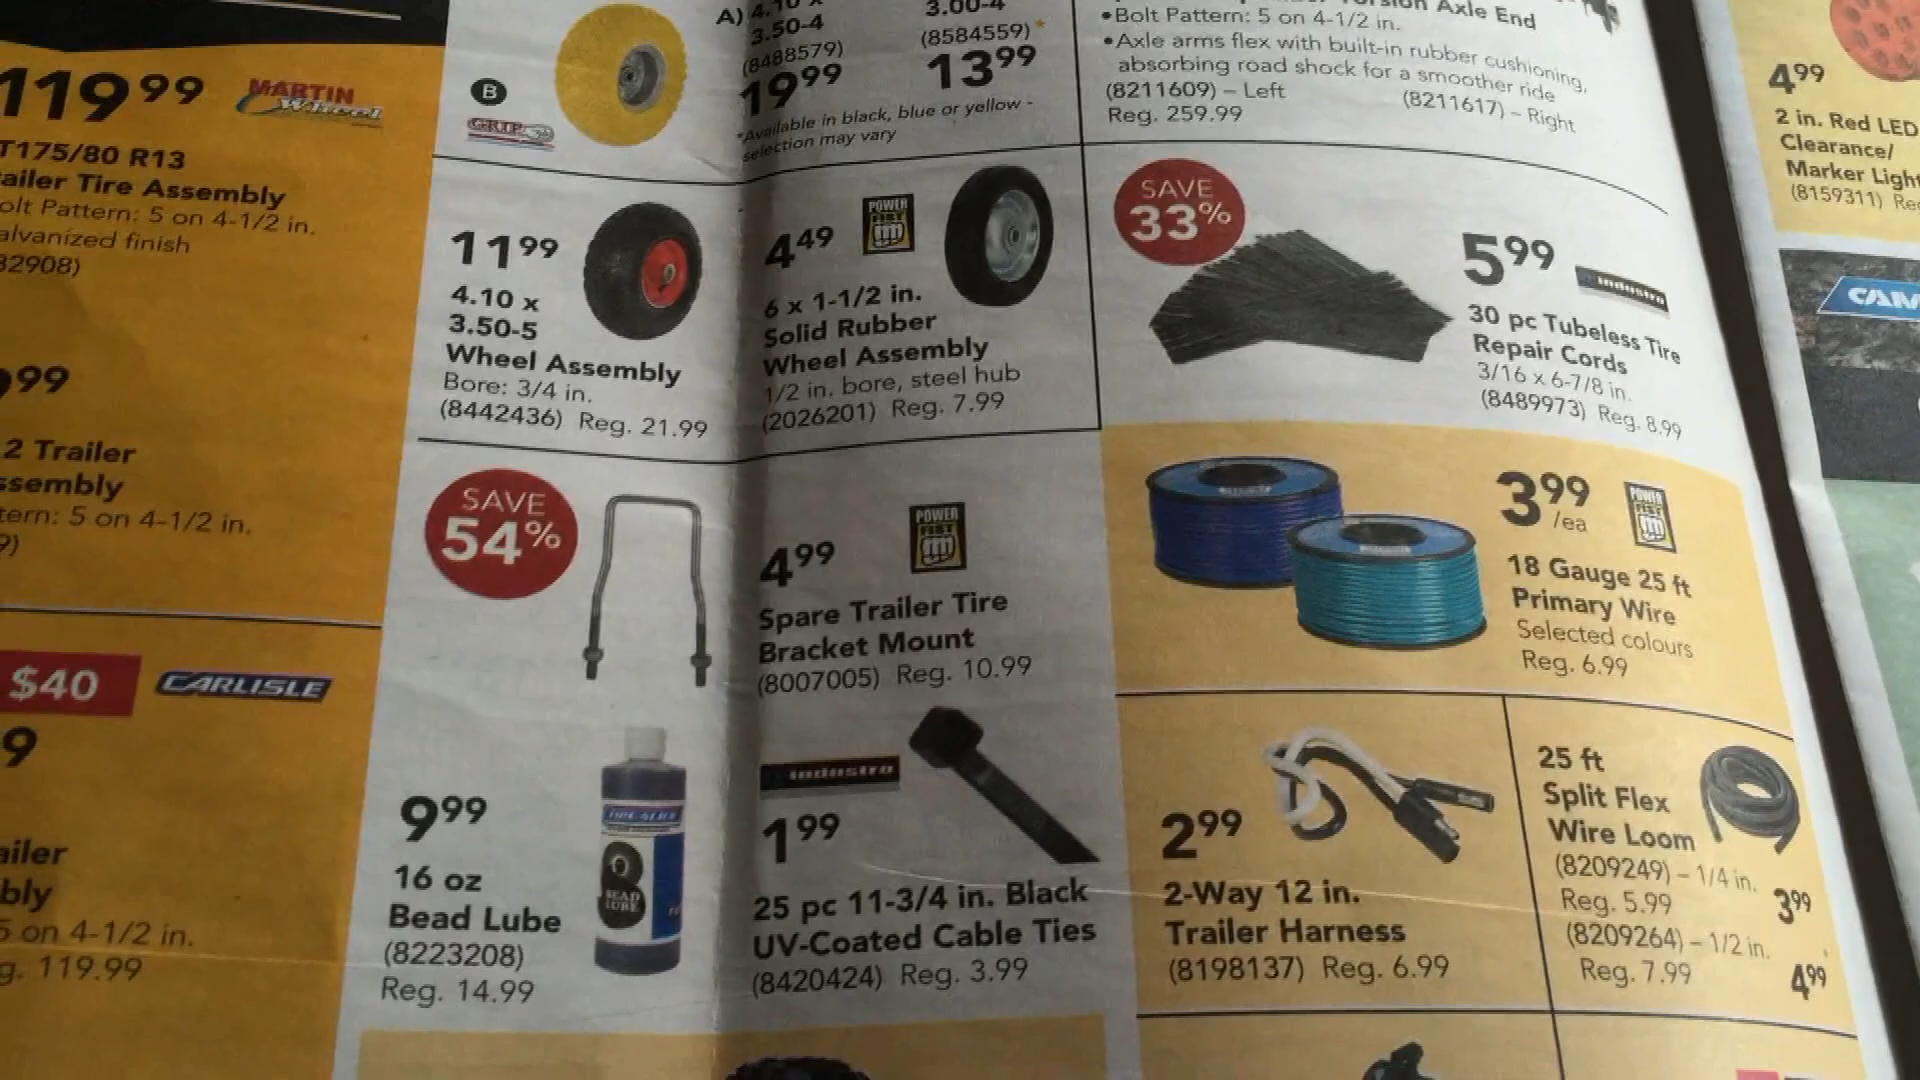 119 99
MARTIN
Wheel
T175/80 R13
ailer Tire Assembly
olt Pattern: 5 on 4-1/2 in.
alvanized finish
32908)
99
2 Trailer
ssembly
tern: 5 on 4-1/2 in.
9)
$40
CARLISLE
9
ailer
bly
5 on 4-1/2 in.
g. 119.99
B
GRIP
A) 4.10 x
3.50-4
(8488579)
19 99
3.00-4
(8584559) *
13 99
*Available in black, blue or yellow -
selection may vary
11 99
4.10 x
3.50-5
Wheel Assembly
Bore: 3/4 in.
(8442436) Reg. 21.99
4 49
POWER
FIST
6 x 1-1/2 in.
Solid Rubber
Wheel Assembly
1/2 in. bore, steel hub
(2026201) Reg. 7.99
Axle End
•Bolt Pattern: 5 on 4-1/2 in.
•Axle arms flex with built-in rubber cushioning,
absorbing road shock for a smoother ride
(8211609) – Left
(8211617) – Right
Reg. 259.99
SAVE
33%
5 99
industro
30 pc Tubeless Tire
Repair Cords
3/16 x 6-7/8 in.
(8489973) Reg. 8.99
SAVE
54%
4 99
POWER
FIST
Spare Trailer Tire
Bracket Mount
(8007005) Reg. 10.99
3 99
/ea
POWER
FIST
18 Gauge 25 ft
Primary Wire
Selected colours
Reg. 6.99
9 99
16 oz
Bead Lube
(8223208)
Reg. 14.99
BEAD
LUBE
industro
1 99
25 pc 11-3/4 in. Black
UV-Coated Cable Ties
(8420424) Reg. 3.99
2 99
2-Way 12 in.
Trailer Harness
(8198137) Reg. 6.99
25 ft
Split Flex
Wire Loom
(8209249) – 1/4 in.
Reg. 5.99
3 99
(8209264) – 1/2 in.
Reg. 7.99
4 99
4 99
2 in. Red LED
Clearance/
Marker Light
(8159311) Re
CAM